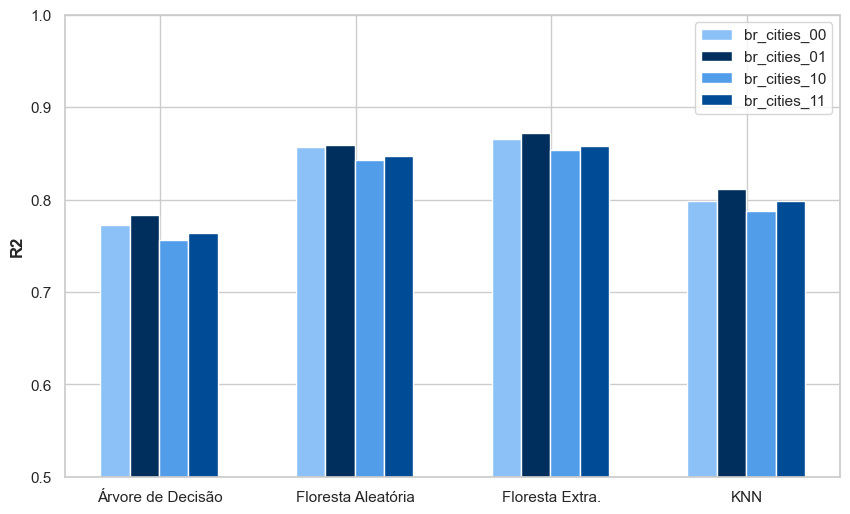 1.0
0.9
0.8
0.7
0.6
0.5
R2
br_cities_00
br_cities_01
br_cities_10
br_cities_11
Árvore de Decisão
Floresta Aleatória
Floresta Extra.
KNN